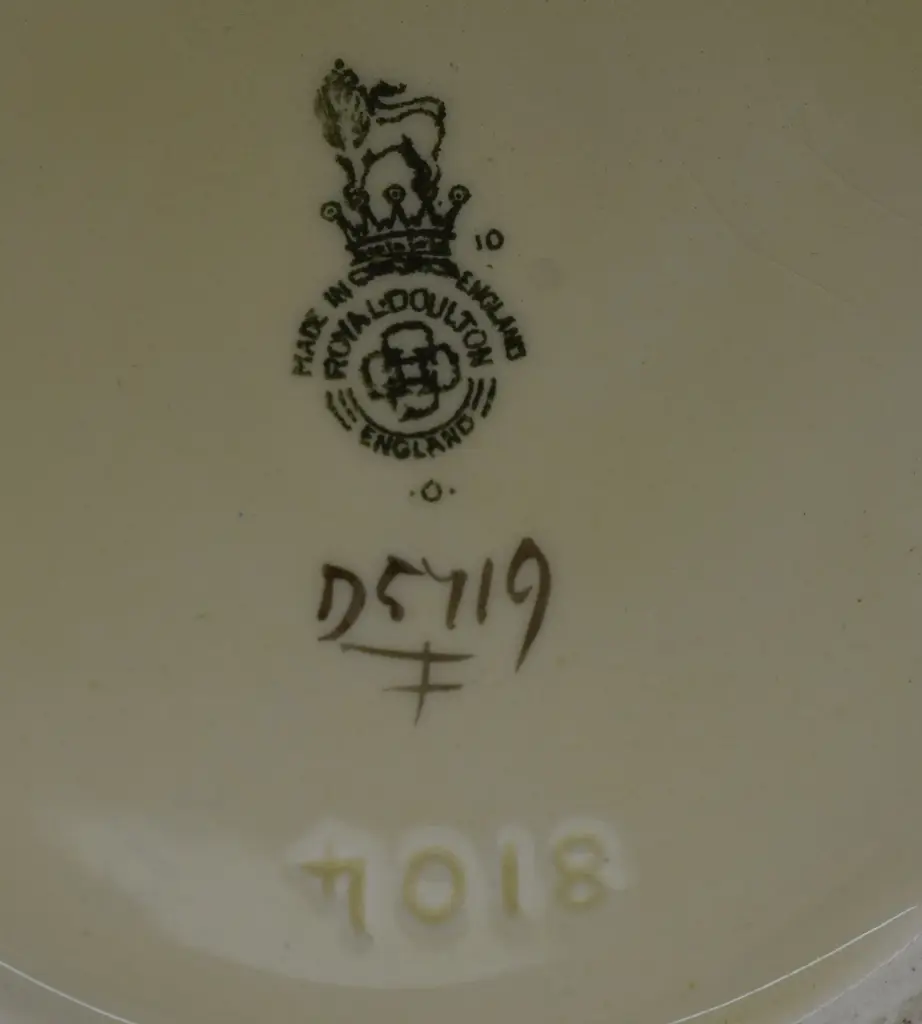 10
MADE IN ENGLAND
ROYAL DOULTON
ENGLAND
·O·
D5719
7018